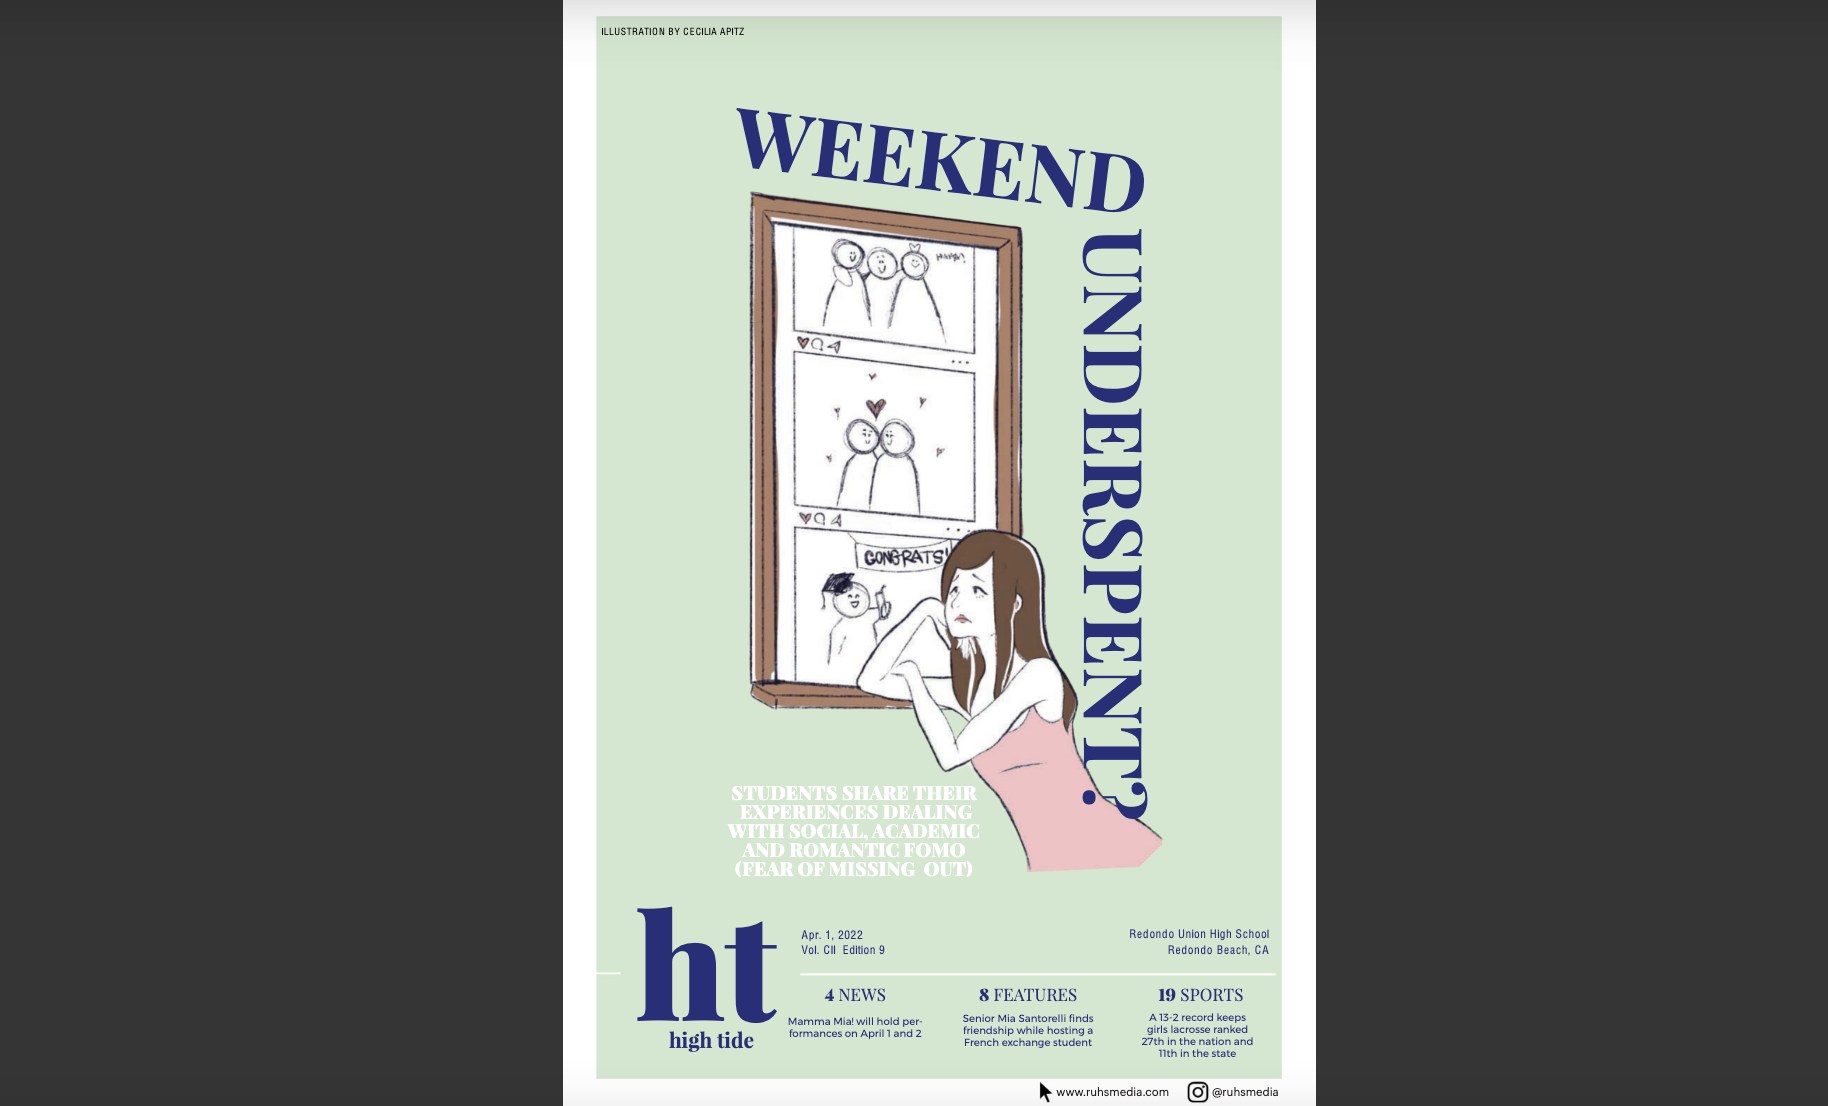 ILLUSTRATION BY CECILIA APITZ
WEEKEND
UNDERSPENT?
CONGRATS!
STUDENTS SHARE THEIR
EXPERIENCES DEALING
WITH SOCIAL, ACADEMIC
AND ROMANTIC FOMO
(FEAR OF MISSING OUT)
ht
high tide
Apr. 1, 2022
Vol. CII Edition 9
Redondo Union High School
Redondo Beach, CA
4 NEWS
Mamma Mia! will hold per-
formances on April 1 and 2
8 FEATURES
Senior Mia Santorelli finds
friendship while hosting a
French exchange student
19 SPORTS
A 13-2 record keeps
girls lacrosse ranked
27th in the nation and
11th in the state
www.ruhsmedia.com
@ruhsmedia